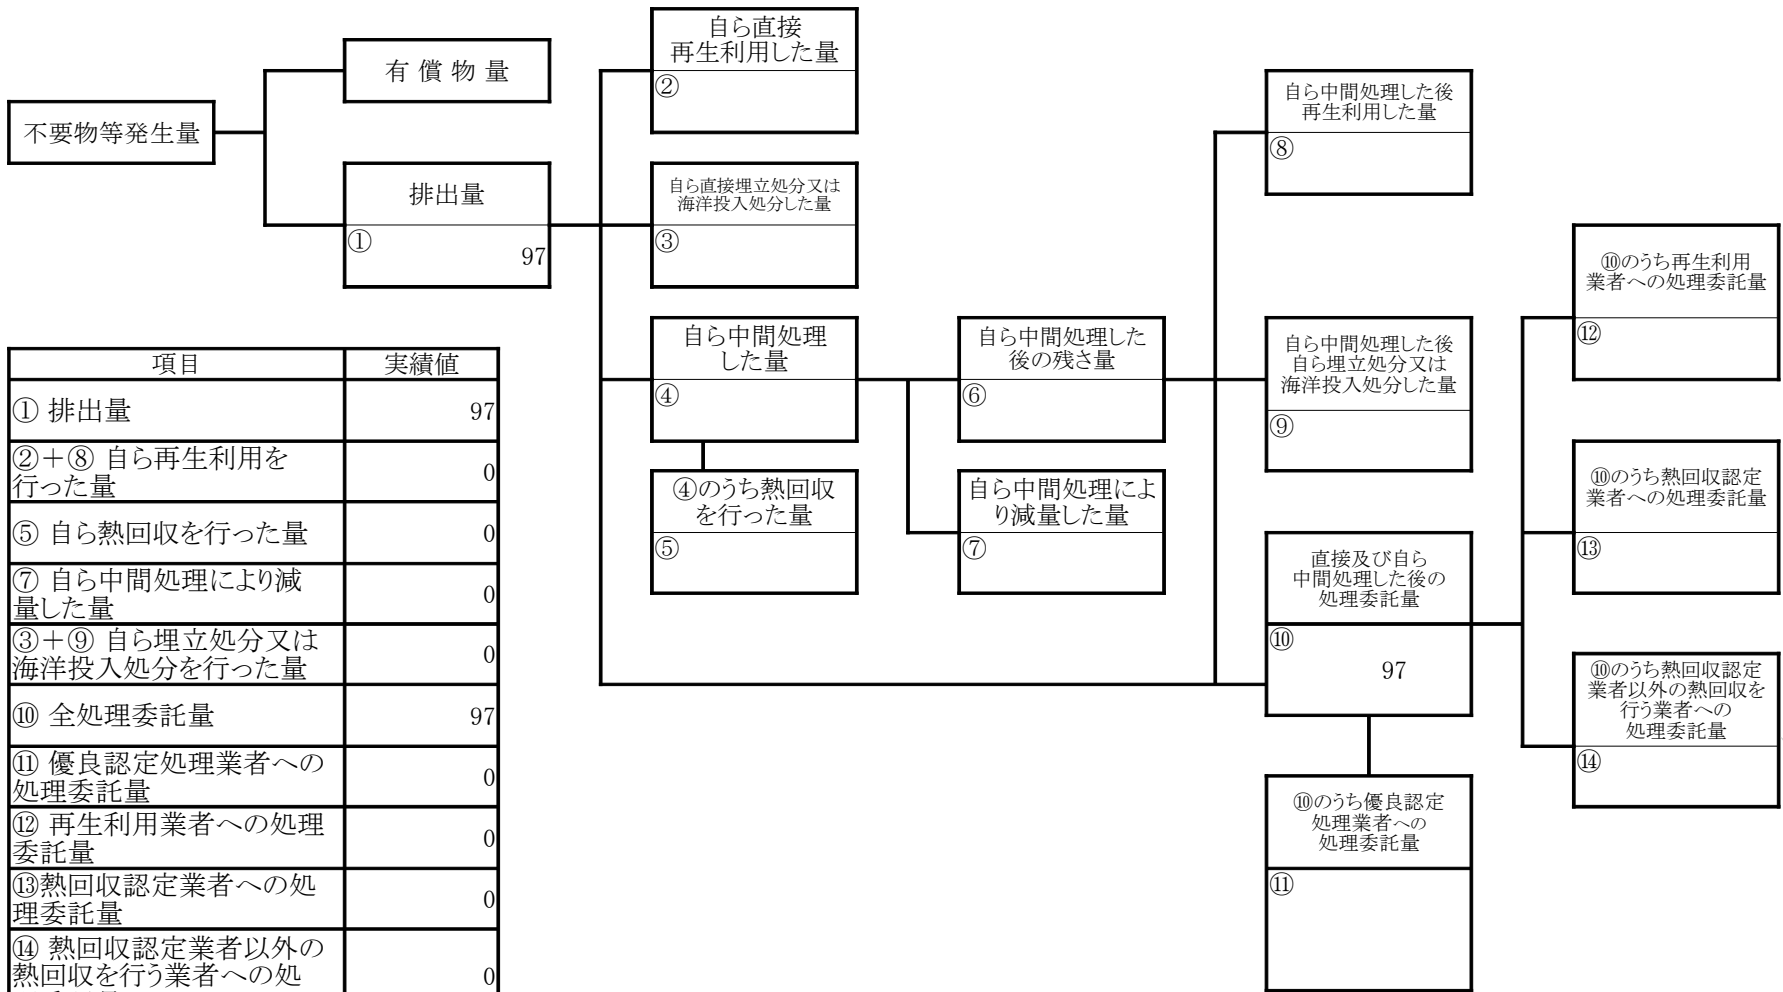 不要物等発生量
有 償 物 量
排出量
①
97
自ら直接
再生利用した量
②
自ら直接埋立処分又は
海洋投入処分した量
③
自ら中間処理
した量
④
④のうち熱回収
を行った量
⑤
自ら中間処理した
後の残さ量
⑥
自ら中間処理によ
り減量した量
⑦
自ら中間処理した後
再生利用した量
⑧
自ら中間処理した後
自ら埋立処分又は
海洋投入処分した量
⑨
直接及び自ら
中間処理した後の
処理委託量
⑩
97
⑩のうち優良認定
処理業者への
処理委託量
⑪
⑩のうち再生利用
業者への処理委託量
⑫
⑩のうち熱回収認定
業者への処理委託量
⑬
⑩のうち熱回収認定
業者以外の熱回収を
行う業者への
処理委託量
⑭
項目 実績値
① 排出量 97
②＋⑧ 自ら再生利用を
行った量 0
⑤ 自ら熱回収を行った量 0
⑦ 自ら中間処理により減
量した量 0
③＋⑨ 自ら埋立処分又は
海洋投入処分を行った量 0
⑩ 全処理委託量 97
⑪ 優良認定処理業者への
処理委託量 0
⑫ 再生利用業者への処理
委託量 0
⑬熱回収認定業者への処
理委託量 0
⑭ 熱回収認定業者以外の
熱回収を行う業者への処 0